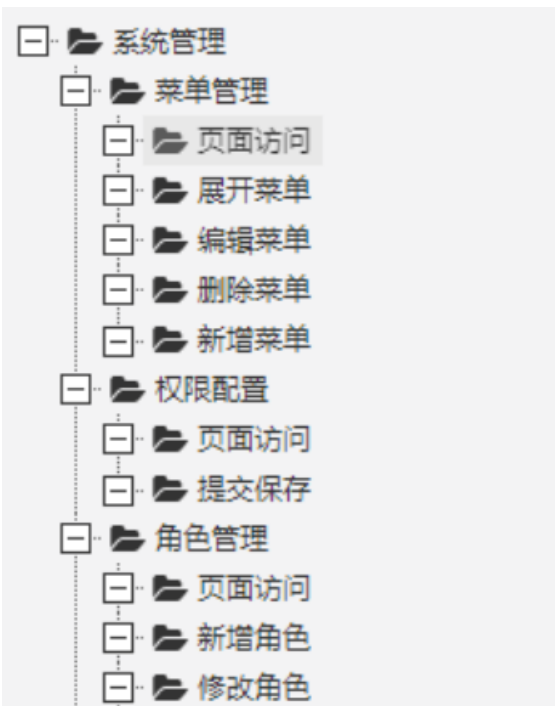 系统管理
菜单管理
页面访问
展开菜单
编辑菜单
删除菜单
新增菜单
权限配置
页面访问
提交保存
角色管理
页面访问
新增角色
修改角色